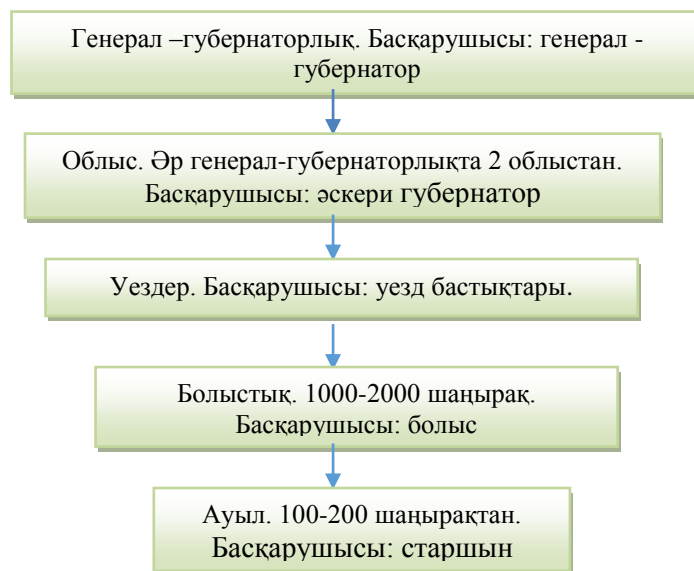 Генерал –губернаторлық. Басқарушысы: генерал -
губернатор
Облыс. Әр генерал-губернаторлықта 2 облыстан.
Басқарушысы: әскери губернатор
Уездер. Басқарушысы: уезд бастықтары.
Болыстық. 1000-2000 шаңырақ.
Басқарушысы: болыс
Ауыл. 100-200 шаңырақтан.
Басқарушысы: старшын